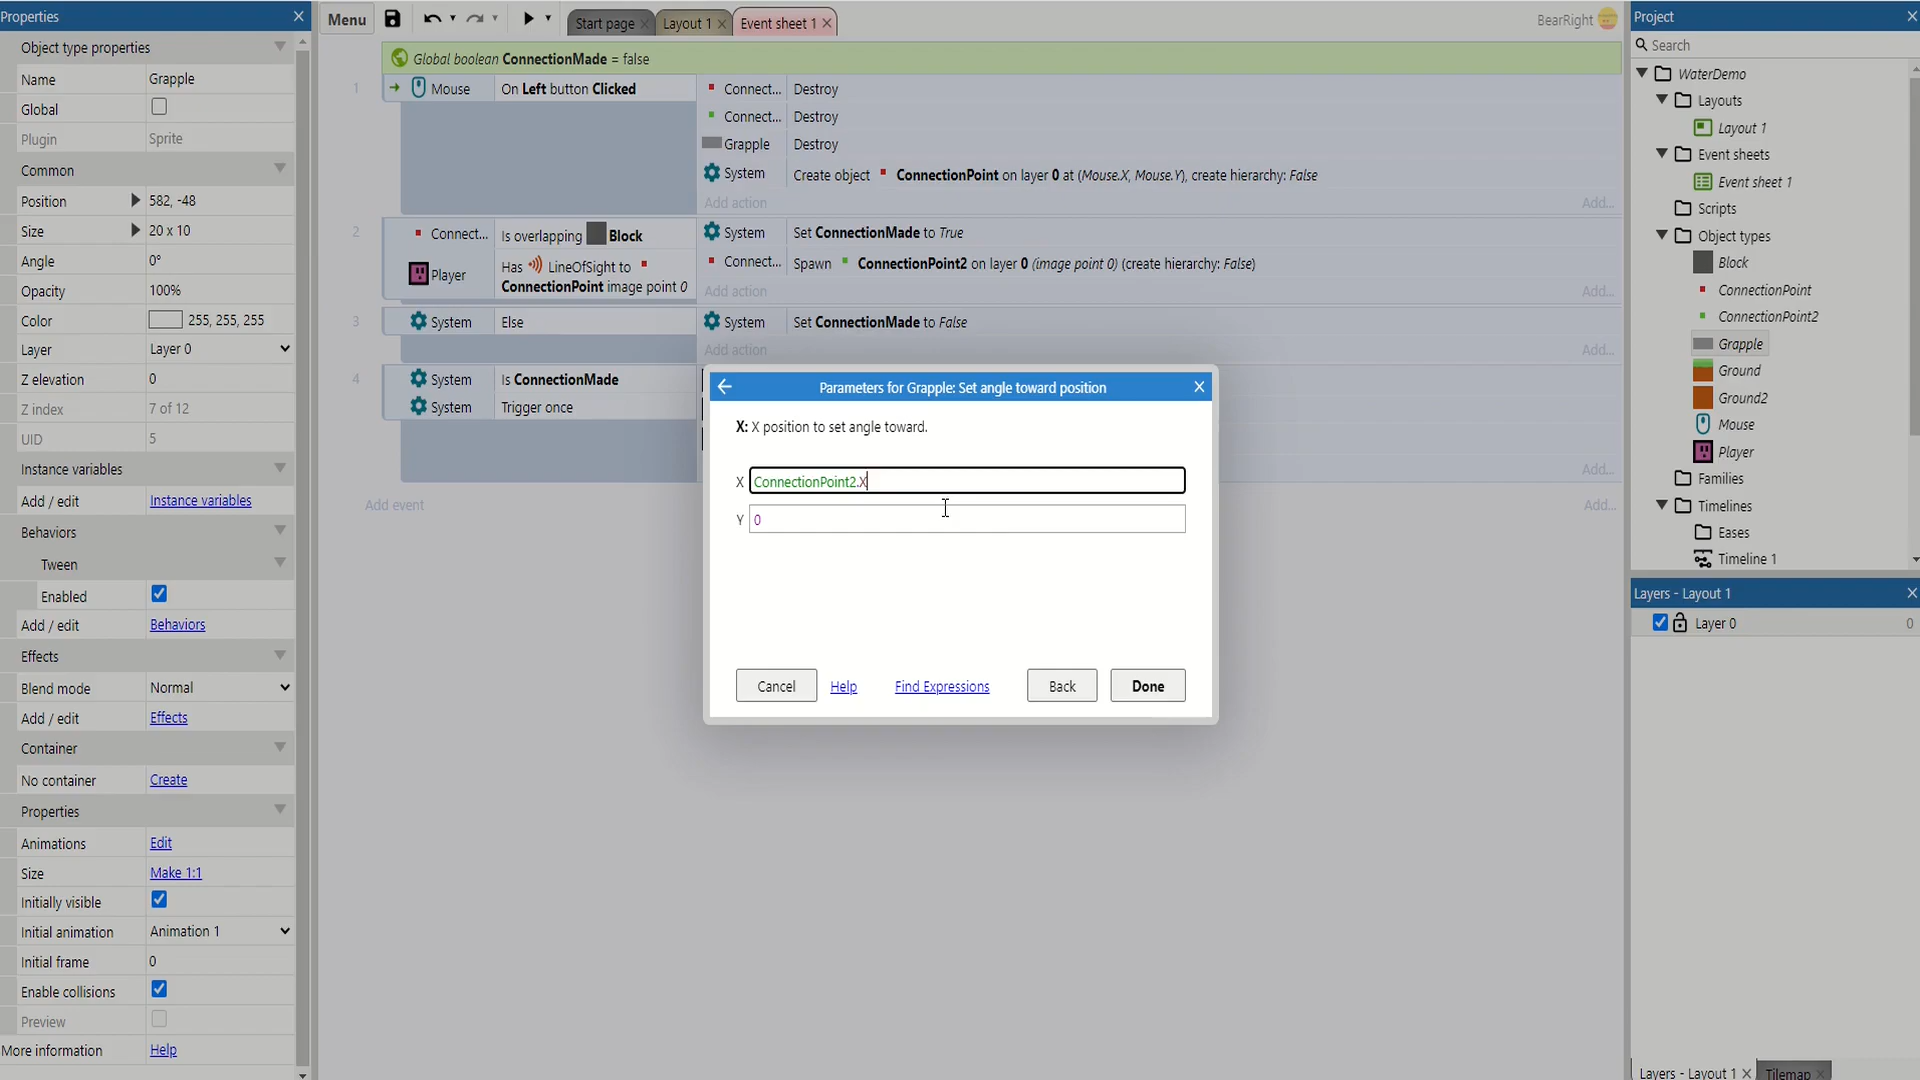 Properties
Object type properties
Name Grapple
Global
Plugin Sprite
Common
Position 582, -48
Size 20 x 10
Angle 0°
Opacity 100%
Color 255, 255, 255
Layer Layer 0
Z elevation 0
Z index 7 of 12
UID 5
Instance variables
Add / edit Instance variables
Behaviors
Tween
Enabled
Add / edit Behaviors
Effects
Blend mode Normal
Add / edit Effects
Container
No container Create
Properties
Animations Edit
Size Make 1:1
Initially visible
Initial animation Animation 1
Initial frame 0
Enable collisions
Preview
More information Help
Menu
Start page
Layout 1
Event sheet 1
BearRight
Global boolean ConnectionMade = false
1 Mouse On Left button Clicked
Connect... Destroy
Connect... Destroy
Grapple Destroy
System Create object ConnectionPoint on layer 0 at (Mouse.X, Mouse.Y), create hierarchy: False
Add action Add...
2 Connect... Is overlapping Block
Player Has LineOfSight to
ConnectionPoint image point 0
System Set ConnectionMade to True
Connect... Spawn ConnectionPoint2 on layer 0 (image point 0) (create hierarchy: False)
Add action Add...
3 System Else
System Set ConnectionMade to False
Add action Add...
4 System Is ConnectionMade
System Trigger once
Add...
Add event Add...
Parameters for Grapple: Set angle toward position
X: X position to set angle toward.
X ConnectionPoint2.X
Y 0
Cancel Help Find Expressions Back Done
Project
Search
WaterDemo
Layouts
Layout 1
Event sheets
Event sheet 1
Scripts
Object types
Block
ConnectionPoint
ConnectionPoint2
Grapple
Ground
Ground2
Mouse
Player
Families
Timelines
Eases
Timeline 1
Layers - Layout 1
Layer 0 0
Layers - Layout 1
Tilemap